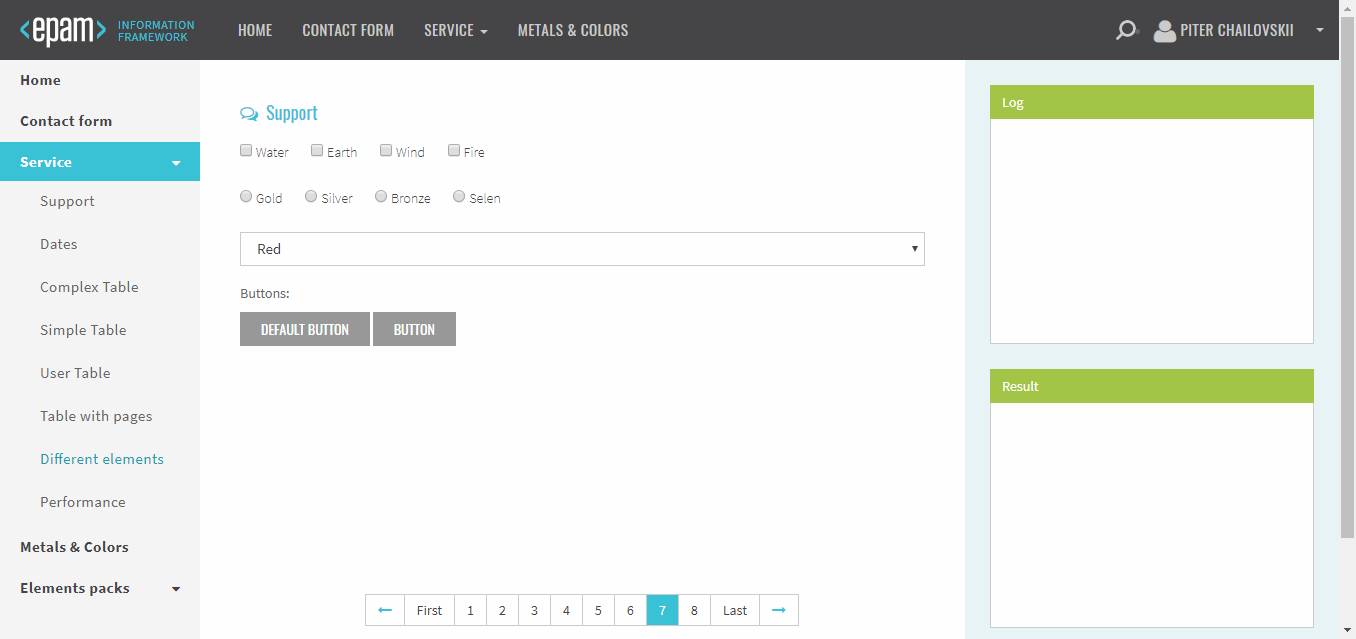 <epam> INFORMATION FRAMEWORK HOME CONTACT FORM SERVICE METALS & COLORS PITER CHAILOVSKII
Home
Contact form
Service
Support
Dates
Complex Table
Simple Table
User Table
Table with pages
Different elements
Performance
Metals & Colors
Elements packs
Support
Water Earth Wind Fire
Gold Silver Bronze Selen
Red
Buttons:
DEFAULT BUTTON BUTTON
← First 1 2 3 4 5 6 7 8 Last →
Log
Result